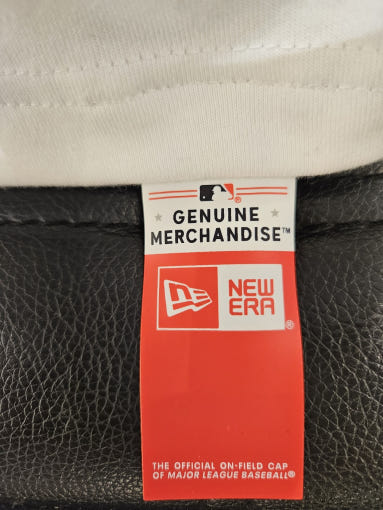 GENUINE
MERCHANDISE™
NEW
ERA®
THE OFFICIAL ON-FIELD CAP
OF MAJOR LEAGUE BASEBALL®